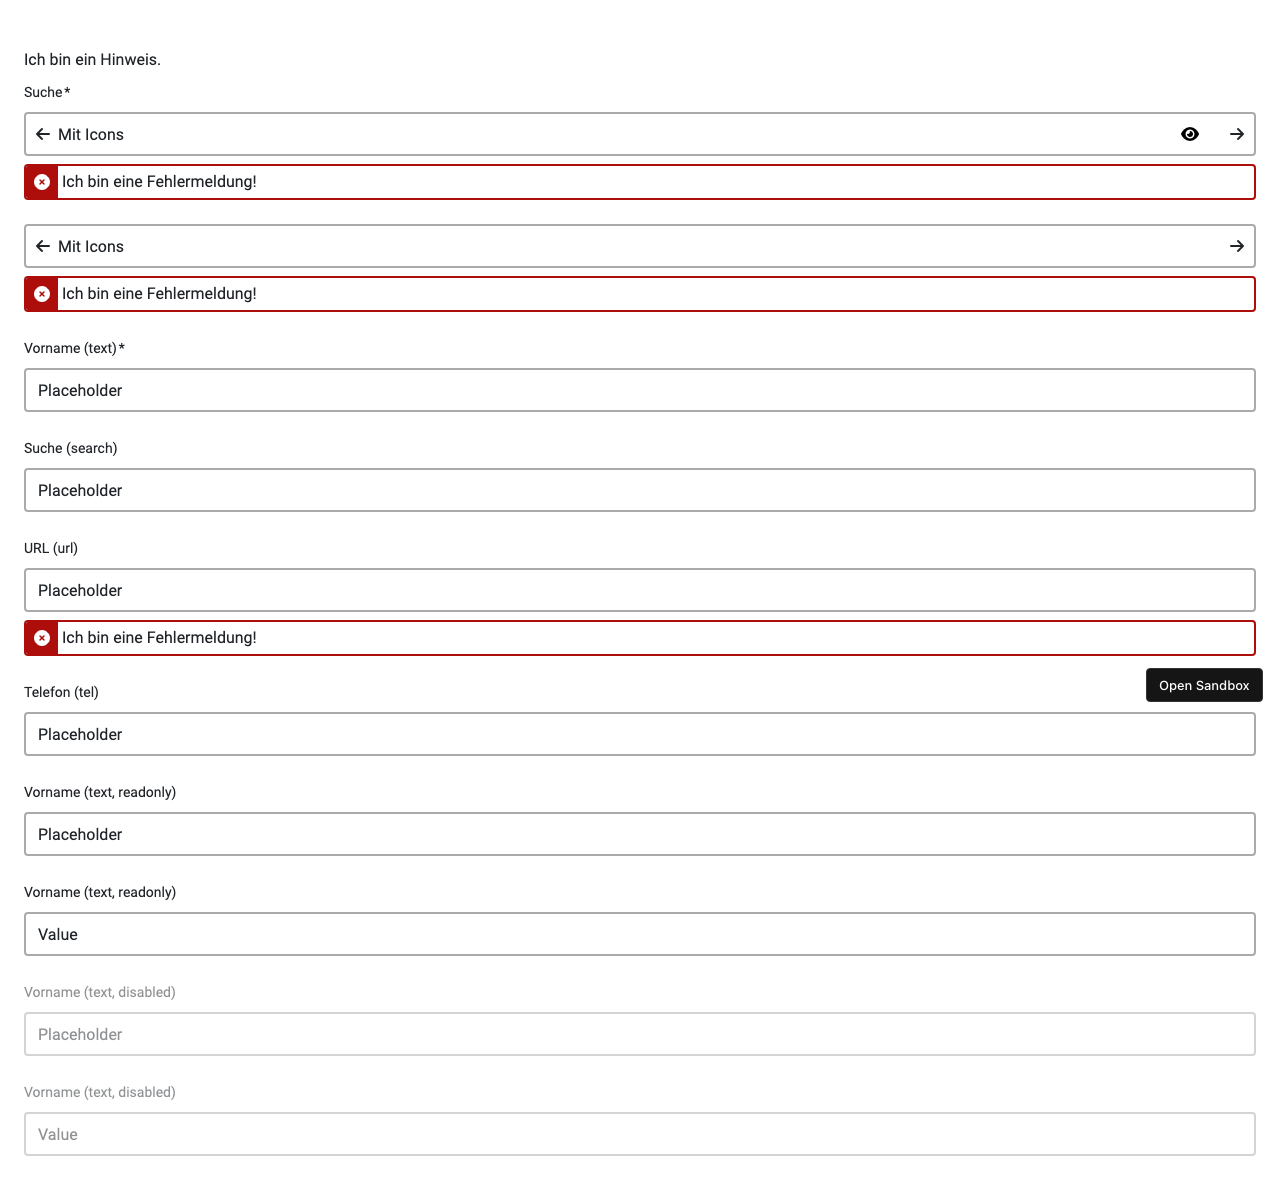 Ich bin ein Hinweis.
Suche*
Mit Icons
Ich bin eine Fehlermeldung!
Mit Icons
Ich bin eine Fehlermeldung!
Vorname (text)*
Placeholder
Suche (search)
Placeholder
URL (url)
Placeholder
Ich bin eine Fehlermeldung!
Open Sandbox
Telefon (tel)
Placeholder
Vorname (text, readonly)
Placeholder
Vorname (text, readonly)
Value
Vorname (text, disabled)
Placeholder
Vorname (text, disabled)
Value